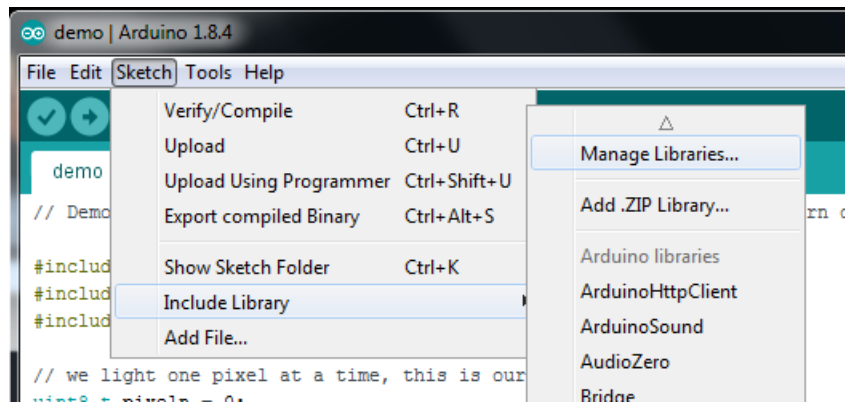 demo | Arduino 1.8.4
File Edit Sketch Tools Help
Verify/Compile Ctrl+R
Upload Ctrl+U
Upload Using Programmer Ctrl+Shift+U
Export compiled Binary Ctrl+Alt+S
Show Sketch Folder Ctrl+K
Include Library
Add File...
Manage Libraries...
Add .ZIP Library...
Arduino libraries
ArduinoHttpClient
ArduinoSound
AudioZero
Bridge
demo
// Demo
#includ
#includ
#includ
// we light one pixel at a time, this is our
uint8_t pixeln = 0;